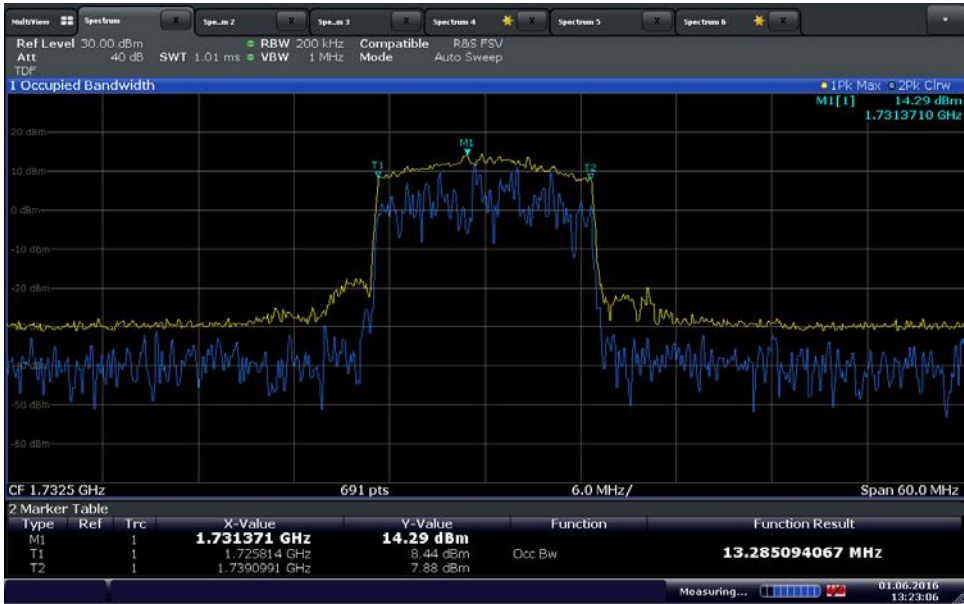 MultiView Spectrum X Spe...m 2 X Spe...m 3 X Spectrum 4 X Spectrum 5 X Spectrum 6 X
Ref Level 30.00 dBm RBW 200 kHz Compatible R&S FSV
Att 40 dB SWT 1.01 ms VBW 1 MHz Mode Auto Sweep
TDF
1 Occupied Bandwidth 1Pk Max 2Pk Clrw
M1[1] 14.29 dBm
1.7313710 GHz
20 dBm
M1
T1 T2
10 dBm
0 dBm
-10 dBm
-20 dBm
-50 dBm
-60 dBm
CF 1.7325 GHz 691 pts 6.0 MHz/ Span 60.0 MHz
2 Marker Table
Type Ref Trc X-Value Y-Value Function Function Result
M1 1 1.731371 GHz 14.29 dBm
T1 1 1.725814 GHz 8.44 dBm Occ Bw 13.285094067 MHz
T2 1 1.7390991 GHz 7.88 dBm
Measuring... 01.06.2016
13:23:06